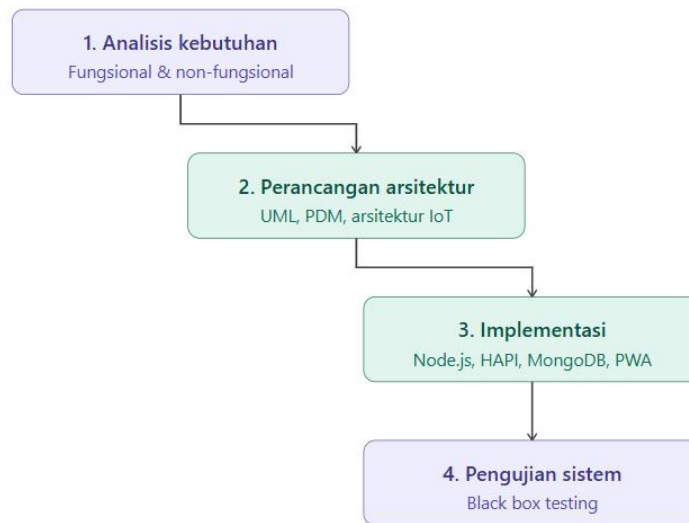 1. Analisis kebutuhan
Fungsional & non-fungsional
2. Perancangan arsitektur
UML, PDM, arsitektur IoT
3. Implementasi
Node.js, HAPI, MongoDB, PWA
4. Pengujian sistem
Black box testing